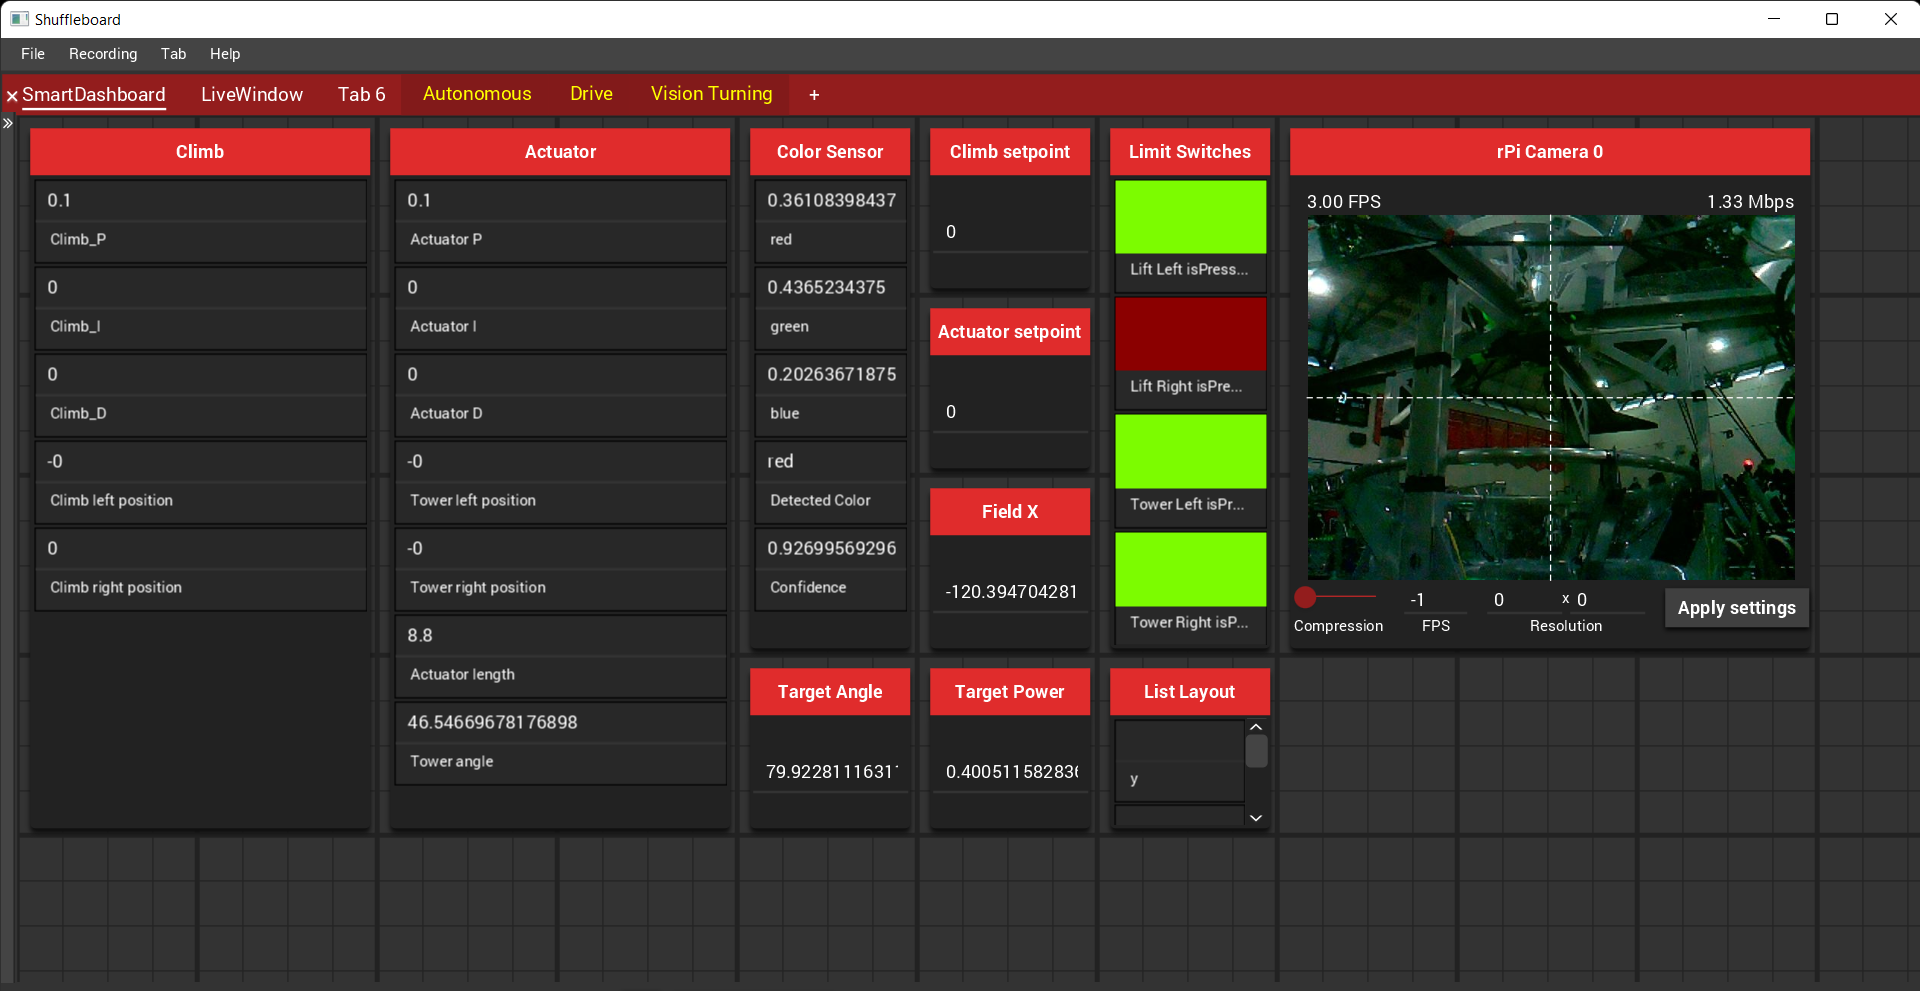 Shuffleboard
File Recording Tab Help
SmartDashboard LiveWindow Tab 6 Autonomous Drive Vision Turning +
Climb
0.1
Climb_P
0
Climb_I
0
Climb_D
-0
Climb left position
0
Climb right position
Actuator
0.1
Actuator P
0
Actuator I
0
Actuator D
-0
Tower left position
-0
Tower right position
8.8
Actuator length
46.54669678176898
Tower angle
Color Sensor
0.36108398437
red
0.4365234375
green
0.20263671875
blue
red
Detected Color
0.92699569296
Confidence
Climb setpoint
0
Actuator setpoint
0
Field X
-120.394704281
Target Angle
79.92281116311
Target Power
0.400511582836
Limit Switches
Lift Left isPress...
Lift Right isPre...
Tower Left isPr...
Tower Right isP...
List Layout
y
rPi Camera 0
3.00 FPS 1.33 Mbps
-1 0 x 0
Compression FPS Resolution
Apply settings